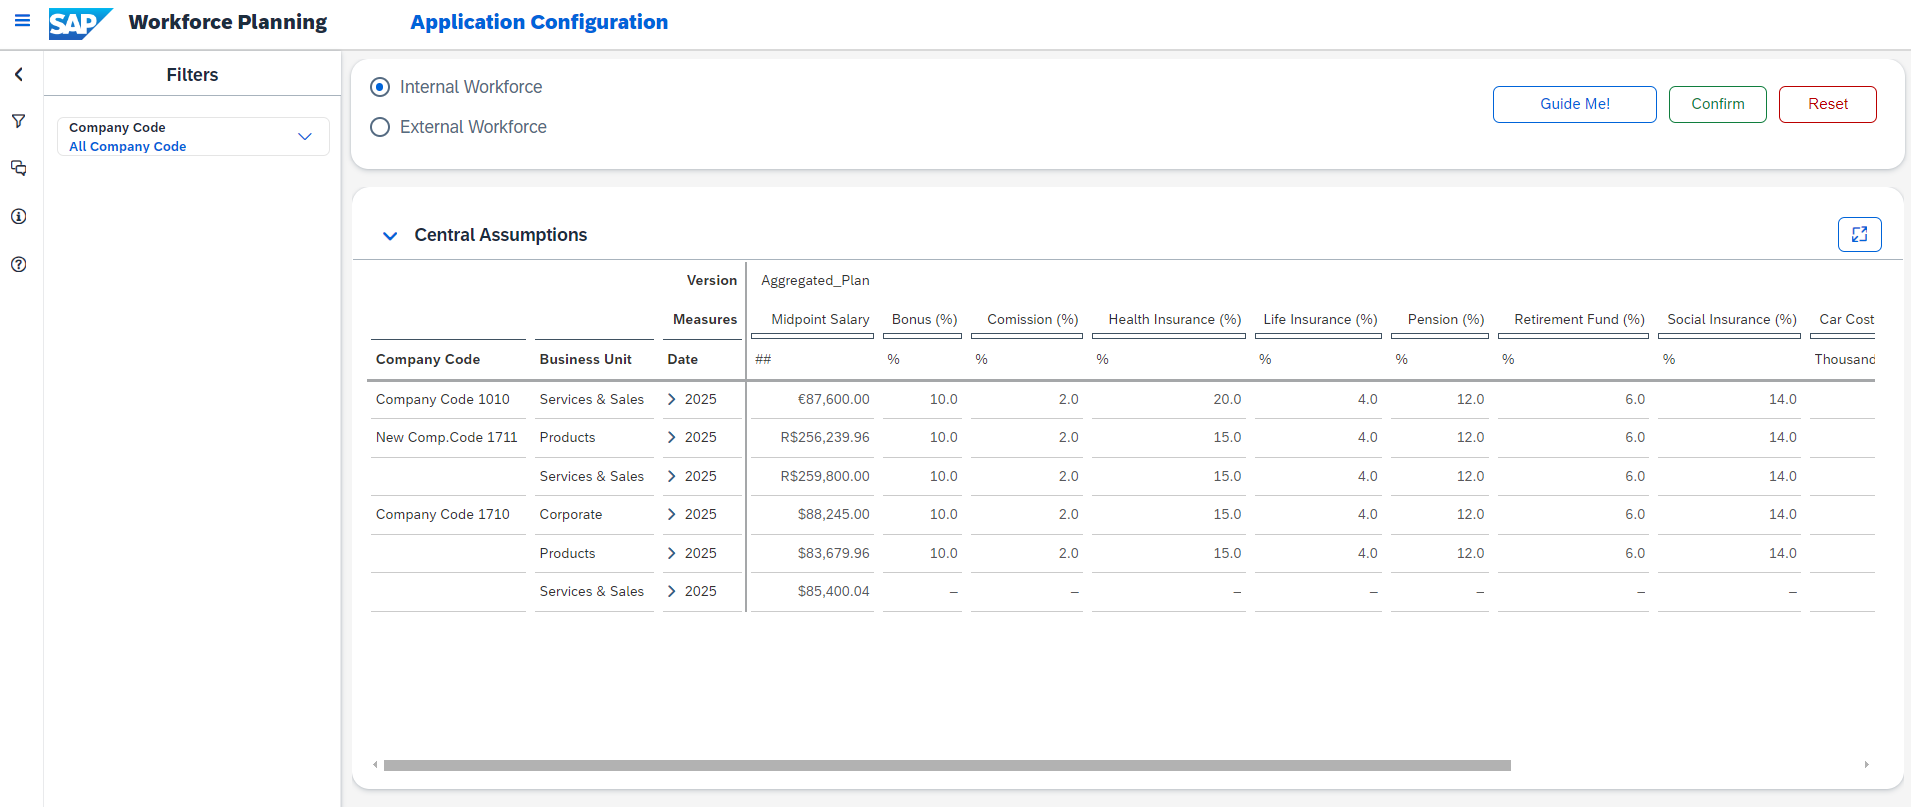 SAP Workforce Planning Application Configuration
Filters
Company Code
All Company Code
Internal Workforce
External Workforce
Guide Me! Confirm Reset
Central Assumptions
Version Aggregated_Plan
Measures Midpoint Salary Bonus (%) Comission (%) Health Insurance (%) Life Insurance (%) Pension (%) Retirement Fund (%) Social Insurance (%) Car Cost
Company Code Business Unit Date ## % % % % % % % Thousand
Company Code 1010 Services & Sales 2025 €87,600.00 10.0 2.0 20.0 4.0 12.0 6.0 14.0
New Comp.Code 1711 Products 2025 R$256,239.96 10.0 2.0 15.0 4.0 12.0 6.0 14.0
Services & Sales 2025 R$259,800.00 10.0 2.0 15.0 4.0 12.0 6.0 14.0
Company Code 1710 Corporate 2025 $88,245.00 10.0 2.0 15.0 4.0 12.0 6.0 14.0
Products 2025 $83,679.96 10.0 2.0 15.0 4.0 12.0 6.0 14.0
Services & Sales 2025 $85,400.04 – – – – – – –